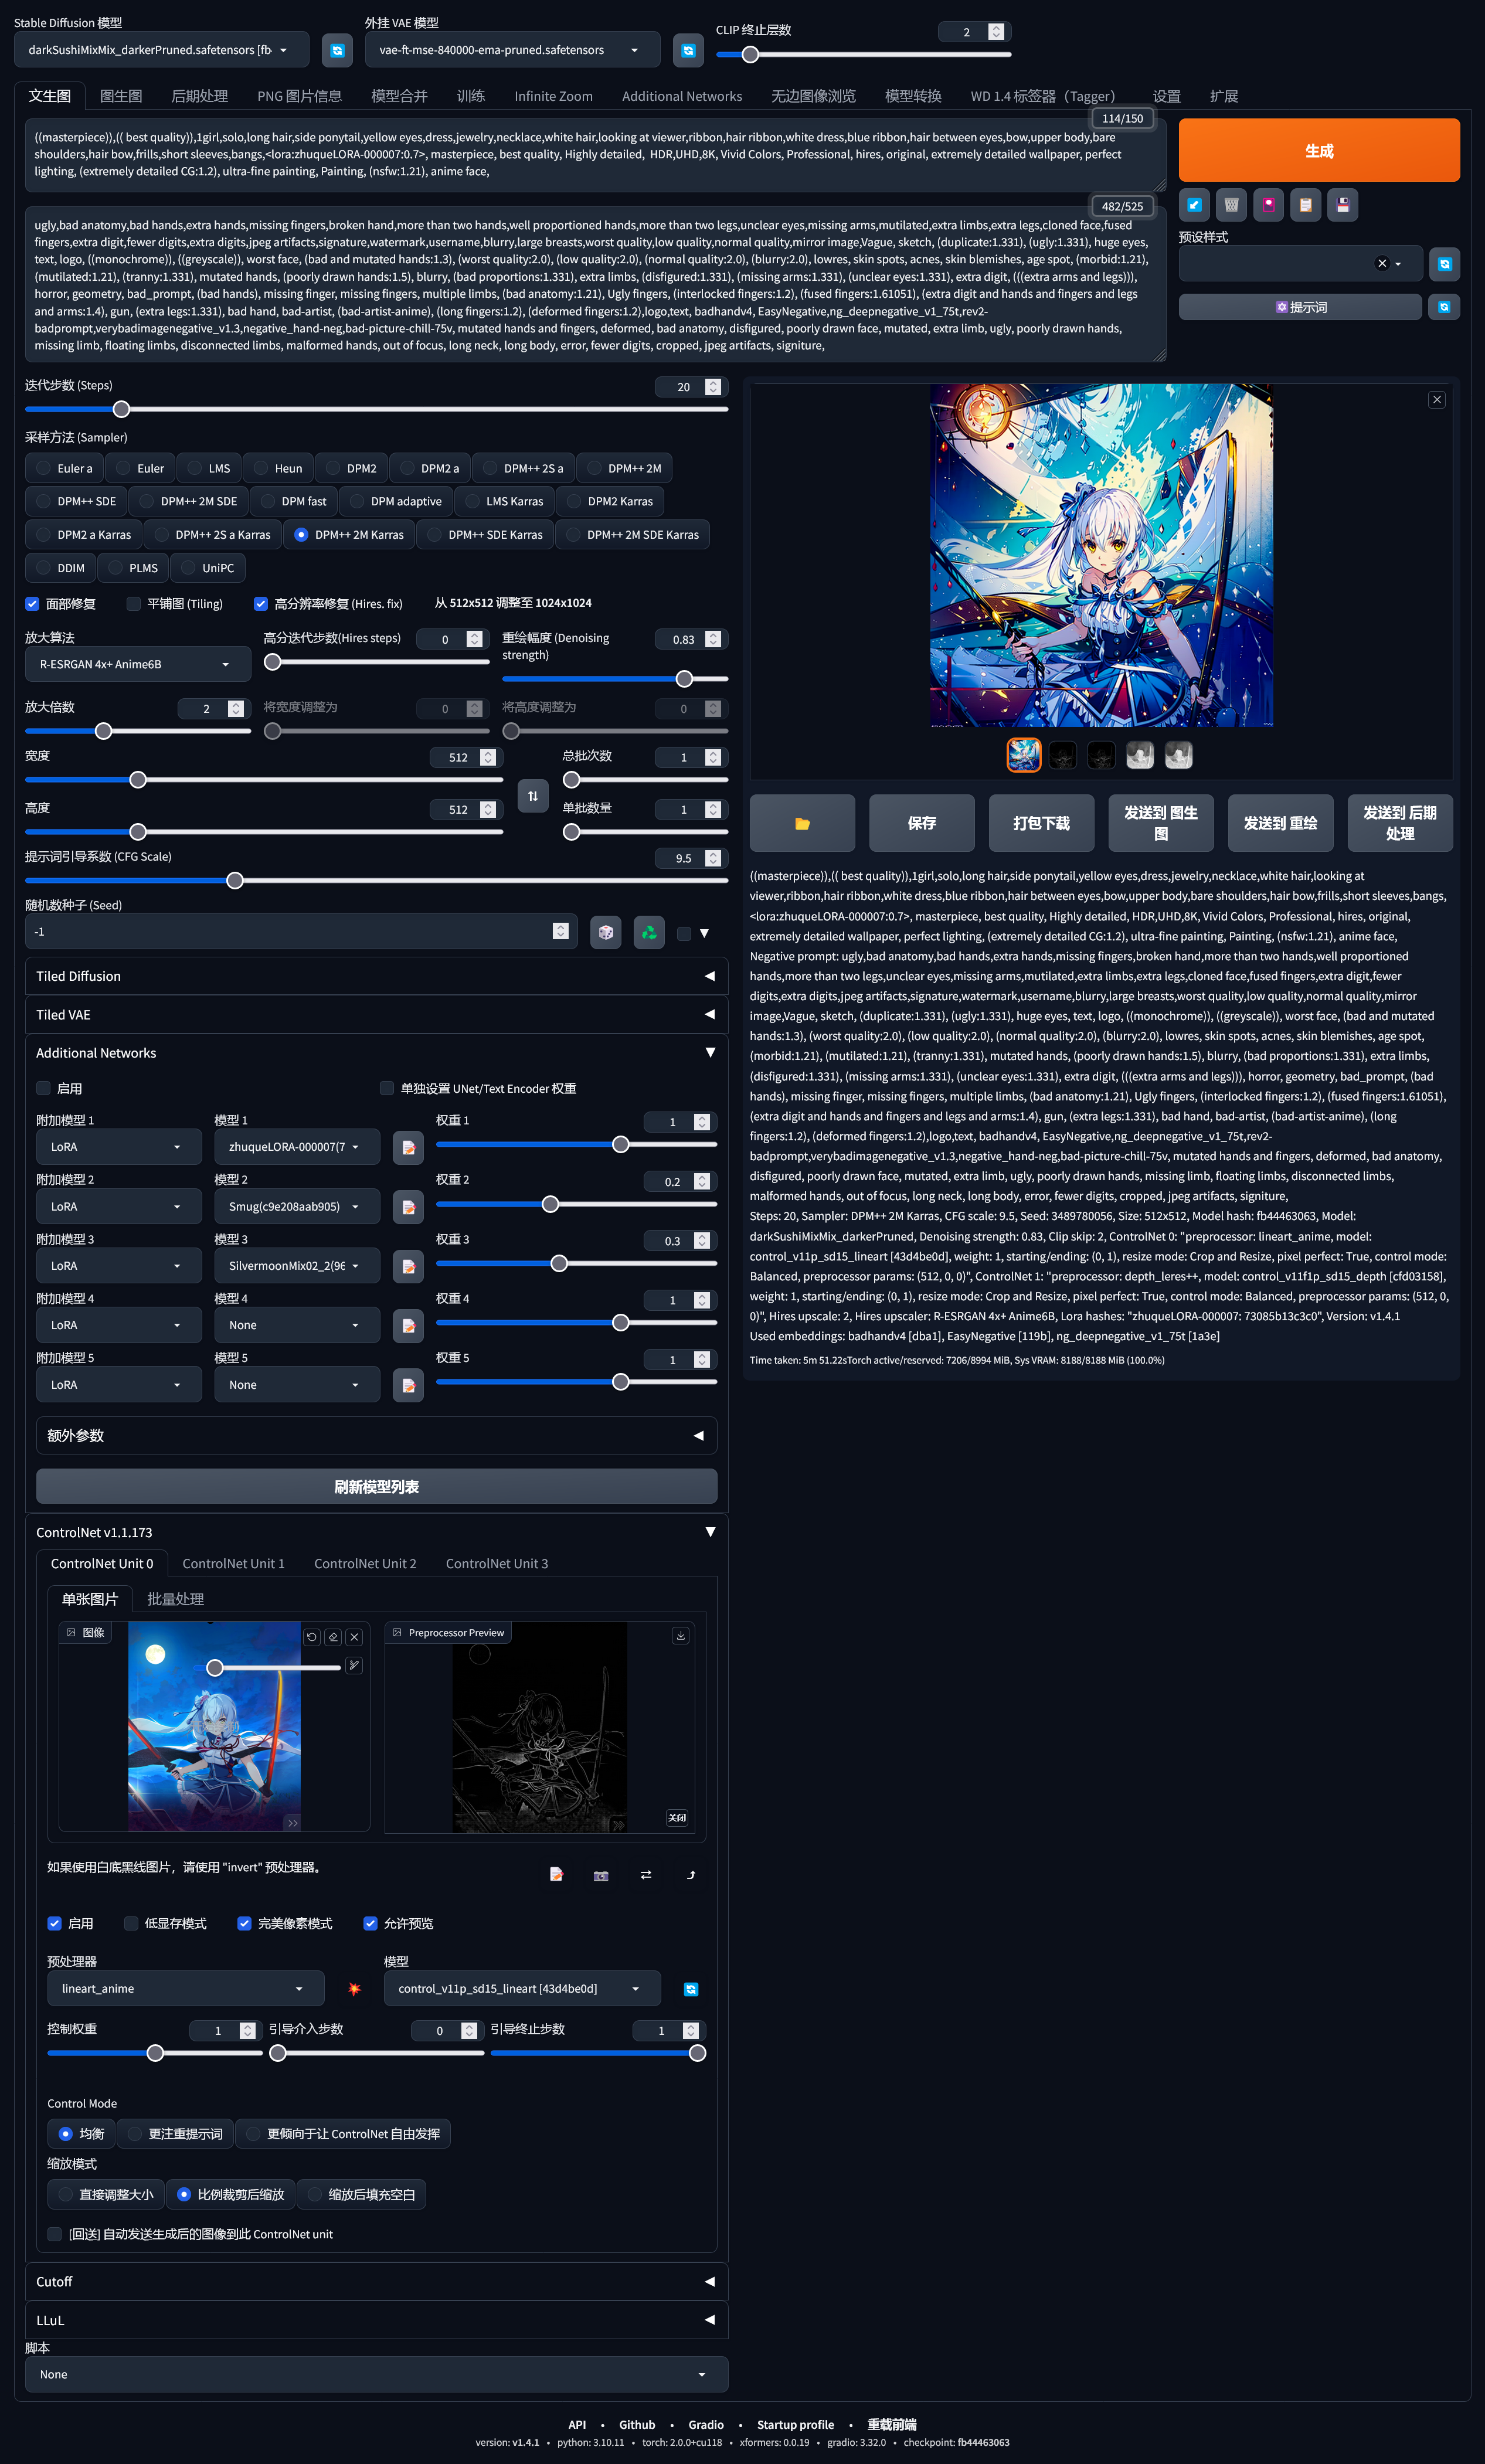 Stable Diffusion 模型
外挂 VAE 模型
CLIP 终止层数
2
darkSushiMixMix_darkerPruned.safetensors [fb
vae-ft-mse-840000-ema-pruned.safetensors
文生图
图生图
后期处理
PNG 图片信息
模型合并
训练
Infinite Zoom
Additional Networks
无边图像浏览
模型转换
WD 1.4 标签器（Tagger）
设置
扩展
114/150
((masterpiece)),(( best quality)),1girl,solo,long hair,side ponytail,yellow eyes,dress,jewelry,necklace,white hair,looking at viewer,ribbon,hair ribbon,white dress,blue ribbon,hair between eyes,bow,upper body,bare
shoulders,hair bow,frills,short sleeves,bangs,<lora:zhuqueLORA-000007:0.7>, masterpiece, best quality, Highly detailed, HDR,UHD,8K, Vivid Colors, Professional, hires, original, extremely detailed wallpaper, perfect
lighting, (extremely detailed CG:1.2), ultra-fine painting, Painting, (nsfw:1.21), anime face,
生成
482/525
ugly,bad anatomy,bad hands,extra hands,missing fingers,broken hand,more than two hands,well proportioned hands,more than two legs,unclear eyes,missing arms,mutilated,extra limbs,extra legs,cloned face,fused
fingers,extra digit,fewer digits,extra digits,jpeg artifacts,signature,watermark,username,blurry,large breasts,worst quality,low quality,normal quality,mirror image,Vague, sketch, (duplicate:1.331), (ugly:1.331), huge eyes,
text, logo, ((monochrome)), ((greyscale)), worst face, (bad and mutated hands:1.3), (worst quality:2.0), (low quality:2.0), (normal quality:2.0), (blurry:2.0), lowres, skin spots, acnes, skin blemishes, age spot, (morbid:1.21),
(mutilated:1.21), (tranny:1.331), mutated hands, (poorly drawn hands:1.5), blurry, (bad proportions:1.331), extra limbs, (disfigured:1.331), (missing arms:1.331), (unclear eyes:1.331), extra digit, (((extra arms and legs))),
horror, geometry, bad_prompt, (bad hands), missing finger, missing fingers, multiple limbs, (bad anatomy:1.21), Ugly fingers, (interlocked fingers:1.2), (fused fingers:1.61051), (extra digit and hands and fingers and legs
and arms:1.4), gun, (extra legs:1.331), bad hand, bad-artist, (bad-artist-anime), (long fingers:1.2), (deformed fingers:1.2),logo,text, badhandv4, EasyNegative,ng_deepnegative_v1_75t,rev2-
badprompt,verybadimagenegative_v1.3,negative_hand-neg,bad-picture-chill-75v, mutated hands and fingers, deformed, bad anatomy, disfigured, poorly drawn face, mutated, extra limb, ugly, poorly drawn hands,
missing limb, floating limbs, disconnected limbs, malformed hands, out of focus, long neck, long body, error, fewer digits, cropped, jpeg artifacts, signiture,
预设样式
提示词
迭代步数 (Steps)
20
采样方法 (Sampler)
Euler a
Euler
LMS
Heun
DPM2
DPM2 a
DPM++ 2S a
DPM++ 2M
DPM++ SDE
DPM++ 2M SDE
DPM fast
DPM adaptive
LMS Karras
DPM2 Karras
DPM2 a Karras
DPM++ 2S a Karras
DPM++ 2M Karras
DPM++ SDE Karras
DPM++ 2M SDE Karras
DDIM
PLMS
UniPC
面部修复
平铺图 (Tiling)
高分辨率修复 (Hires. fix)
从 512x512 调整至 1024x1024
放大算法
R-ESRGAN 4x+ Anime6B
高分迭代步数(Hires steps)
0
重绘幅度 (Denoising
strength)
0.83
放大倍数
2
将宽度调整为
0
将高度调整为
0
宽度
512
总批次数
1
高度
512
单批数量
1
提示词引导系数 (CFG Scale)
9.5
随机数种子 (Seed)
-1
Tiled Diffusion
Tiled VAE
Additional Networks
启用
单独设置 UNet/Text Encoder 权重
附加模型 1
模型 1
权重 1
1
LoRA
zhuqueLORA-000007(7
附加模型 2
模型 2
权重 2
0.2
LoRA
Smug(c9e208aab905)
附加模型 3
模型 3
权重 3
0.3
LoRA
SilvermoonMix02_2(96
附加模型 4
模型 4
权重 4
1
LoRA
None
附加模型 5
模型 5
权重 5
1
LoRA
None
额外参数
刷新模型列表
ControlNet v1.1.173
ControlNet Unit 0
ControlNet Unit 1
ControlNet Unit 2
ControlNet Unit 3
单张图片
批量处理
图像
Preprocessor Preview
关闭
如果使用白底黑线图片，请使用 "invert" 预处理器。
启用
低显存模式
完美像素模式
允许预览
预处理器
模型
lineart_anime
control_v11p_sd15_lineart [43d4be0d]
控制权重
1
引导介入步数
0
引导终止步数
1
Control Mode
均衡
更注重提示词
更倾向于让 ControlNet 自由发挥
缩放模式
直接调整大小
比例裁剪后缩放
缩放后填充空白
[回送] 自动发送生成后的图像到此 ControlNet unit
Cutoff
LLuL
脚本
None
保存
打包下载
发送到 图生
图
发送到 重绘
发送到 后期
处理
((masterpiece)),(( best quality)),1girl,solo,long hair,side ponytail,yellow eyes,dress,jewelry,necklace,white hair,looking at
viewer,ribbon,hair ribbon,white dress,blue ribbon,hair between eyes,bow,upper body,bare shoulders,hair bow,frills,short sleeves,bangs,
<lora:zhuqueLORA-000007:0.7>, masterpiece, best quality, Highly detailed, HDR,UHD,8K, Vivid Colors, Professional, hires, original,
extremely detailed wallpaper, perfect lighting, (extremely detailed CG:1.2), ultra-fine painting, Painting, (nsfw:1.21), anime face,
Negative prompt: ugly,bad anatomy,bad hands,extra hands,missing fingers,broken hand,more than two hands,well proportioned
hands,more than two legs,unclear eyes,missing arms,mutilated,extra limbs,extra legs,cloned face,fused fingers,extra digit,fewer
digits,extra digits,jpeg artifacts,signature,watermark,username,blurry,large breasts,worst quality,low quality,normal quality,mirror
image,Vague, sketch, (duplicate:1.331), (ugly:1.331), huge eyes, text, logo, ((monochrome)), ((greyscale)), worst face, (bad and mutated
hands:1.3), (worst quality:2.0), (low quality:2.0), (normal quality:2.0), (blurry:2.0), lowres, skin spots, acnes, skin blemishes, age spot,
(morbid:1.21), (mutilated:1.21), (tranny:1.331), mutated hands, (poorly drawn hands:1.5), blurry, (bad proportions:1.331), extra limbs,
(disfigured:1.331), (missing arms:1.331), (unclear eyes:1.331), extra digit, (((extra arms and legs))), horror, geometry, bad_prompt, (bad
hands), missing finger, missing fingers, multiple limbs, (bad anatomy:1.21), Ugly fingers, (interlocked fingers:1.2), (fused fingers:1.61051),
(extra digit and hands and fingers and legs and arms:1.4), gun, (extra legs:1.331), bad hand, bad-artist, (bad-artist-anime), (long
fingers:1.2), (deformed fingers:1.2),logo,text, badhandv4, EasyNegative,ng_deepnegative_v1_75t,rev2-
badprompt,verybadimagenegative_v1.3,negative_hand-neg,bad-picture-chill-75v, mutated hands and fingers, deformed, bad anatomy,
disfigured, poorly drawn face, mutated, extra limb, ugly, poorly drawn hands, missing limb, floating limbs, disconnected limbs,
malformed hands, out of focus, long neck, long body, error, fewer digits, cropped, jpeg artifacts, signiture,
Steps: 20, Sampler: DPM++ 2M Karras, CFG scale: 9.5, Seed: 3489780056, Size: 512x512, Model hash: fb44463063, Model:
darkSushiMixMix_darkerPruned, Denoising strength: 0.83, Clip skip: 2, ControlNet 0: "preprocessor: lineart_anime, model:
control_v11p_sd15_lineart [43d4be0d], weight: 1, starting/ending: (0, 1), resize mode: Crop and Resize, pixel perfect: True, control mode:
Balanced, preprocessor params: (512, 0, 0)", ControlNet 1: "preprocessor: depth_leres++, model: control_v11f1p_sd15_depth [cfd03158],
weight: 1, starting/ending: (0, 1), resize mode: Crop and Resize, pixel perfect: True, control mode: Balanced, preprocessor params: (512, 0,
0)", Hires upscale: 2, Hires upscaler: R-ESRGAN 4x+ Anime6B, Lora hashes: "zhuqueLORA-000007: 73085b13c3c0", Version: v1.4.1
Used embeddings: badhandv4 [dba1], EasyNegative [119b], ng_deepnegative_v1_75t [1a3e]
Time taken: 5m 51.22sTorch active/reserved: 7206/8994 MiB, Sys VRAM: 8188/8188 MiB (100.0%)
API • Github • Gradio • Startup profile • 重载前端
version: v1.4.1 • python: 3.10.11 • torch: 2.0.0+cu118 • xformers: 0.0.19 • gradio: 3.32.0 • checkpoint: fb44463063